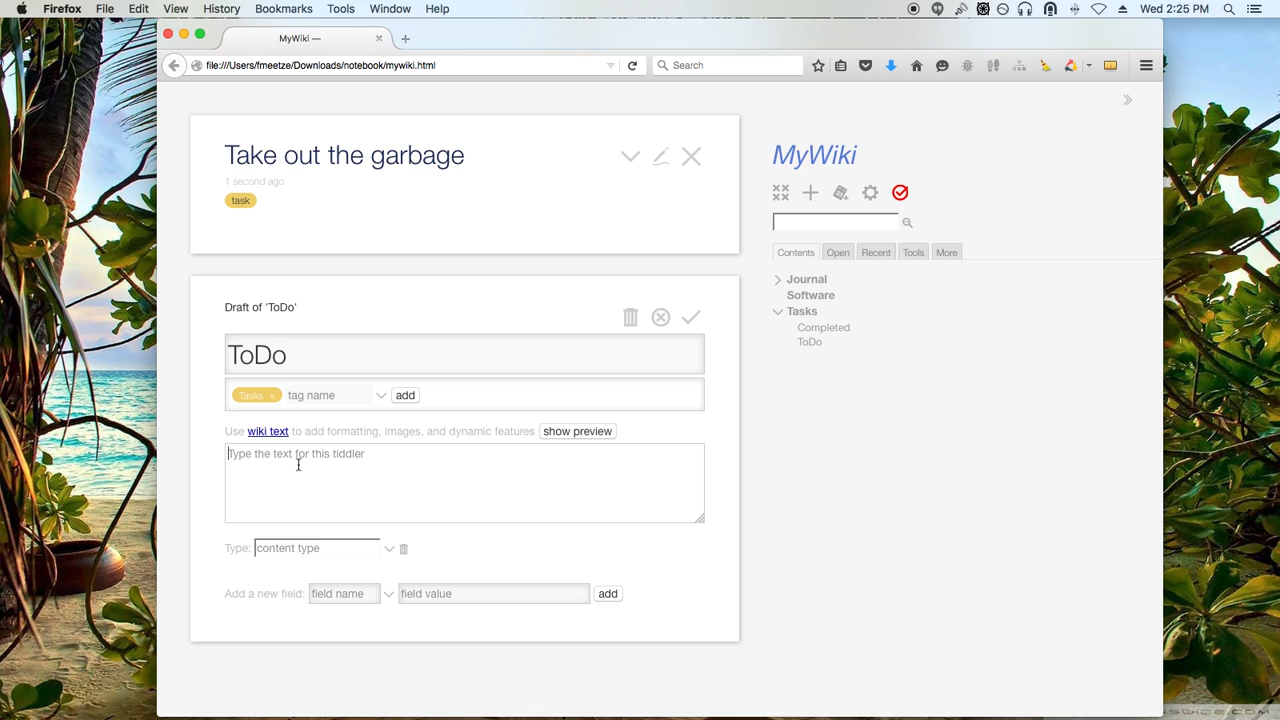 Firefox File Edit View History Bookmarks Tools Window Help Wed 2:25 PM
MyWiki —
file:///Users/fmeetze/Downloads/notebook/mywiki.html Search
Take out the garbage
1 second ago
task
Draft of 'ToDo'
ToDo
Tasks x tag name add
Use wiki text to add formatting, images, and dynamic features show preview
Type the text for this tiddler
Type: content type
Add a new field: field name field value add
MyWiki
Contents Open Recent Tools More
Journal
Software
Tasks
Completed
ToDo